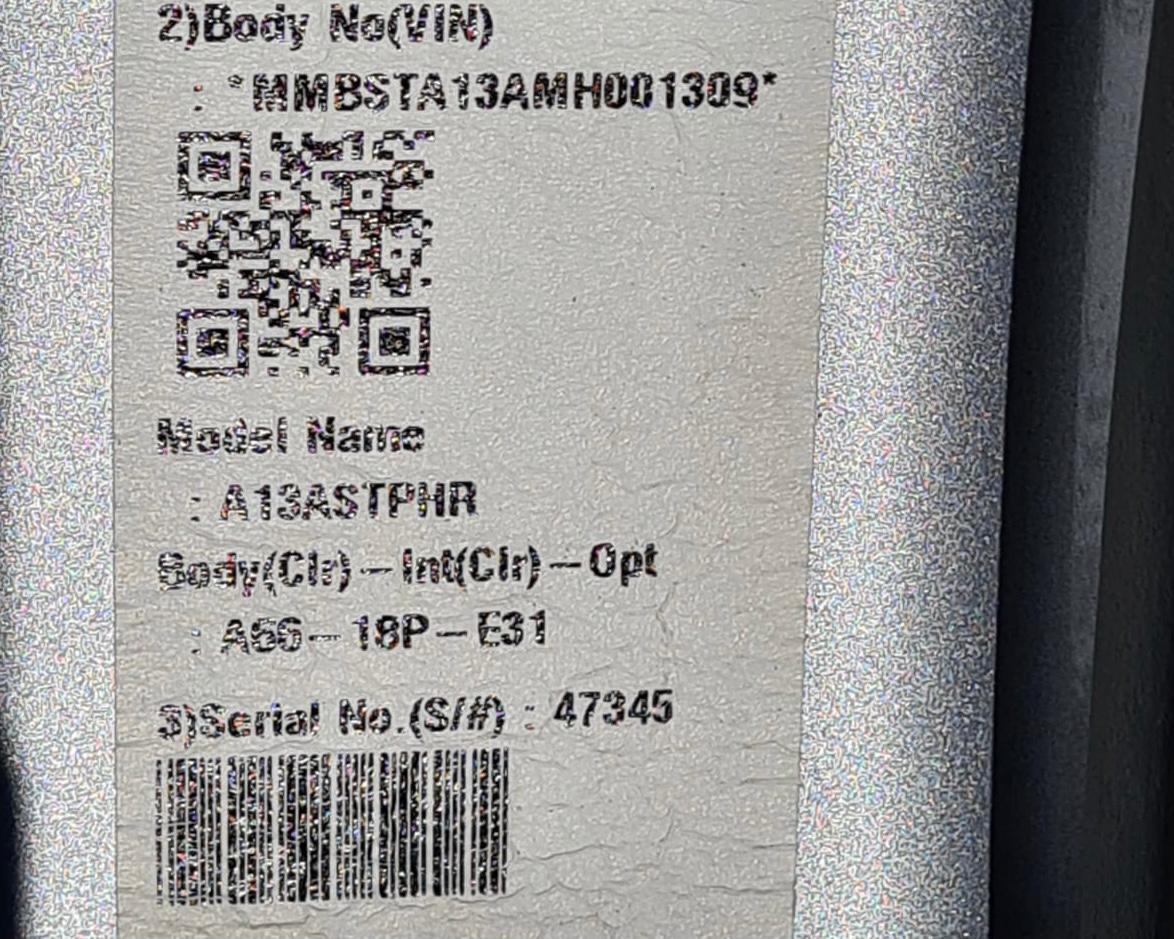 2)Body No(VIN)
: *MMBSTA13AMH001309*
Model Name
: A13ASTPHR
Body(Clr)-Int(Clr)-Opt
: A66-18P-E31
3)Serial No.(S/#) : 47345